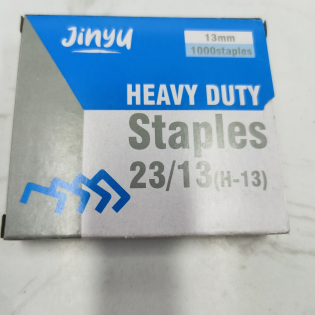 Jinyu
13mm
1000staples
HEAVY DUTY
Staples
23/13(H-13)